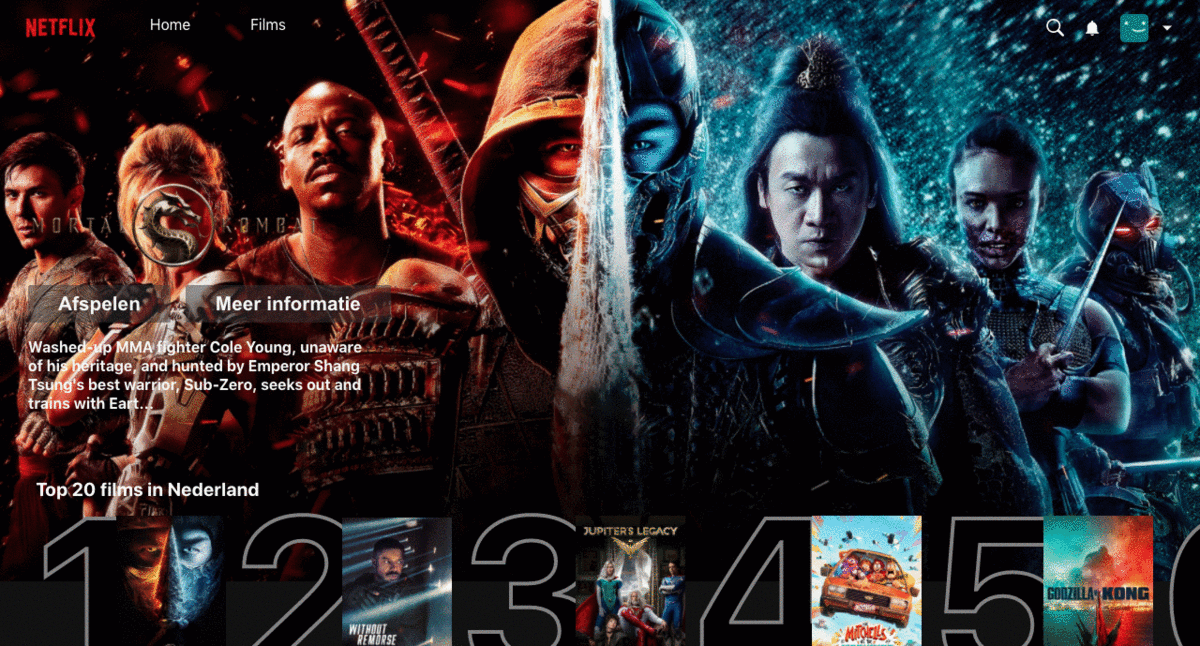 NETFLIX
Home
Films
MORTAL KOMBAT
Afspelen
Meer informatie
Washed-up MMA fighter Cole Young, unaware
of his heritage, and hunted by Emperor Shang
Tsung's best warrior, Sub-Zero, seeks out and
trains with Eart...
Top 20 films in Nederland
1
2
3
4
5
WITHOUT
REMORSE
JUPITER'S LEGACY
MITCHELLS
GODZILLA VS KONG